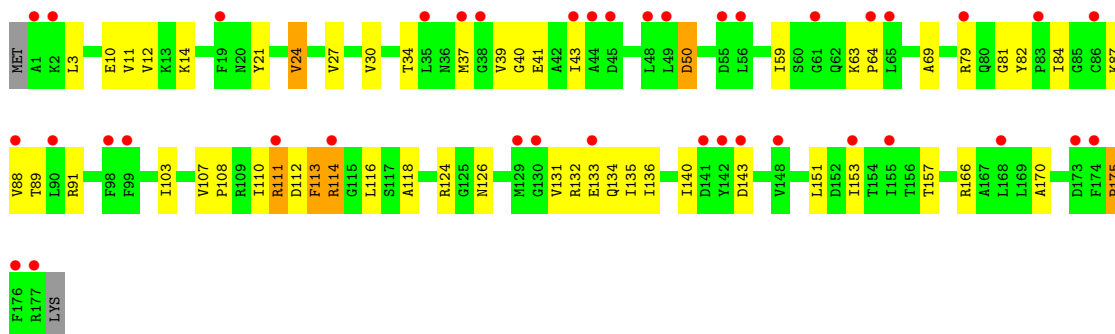 MET A1 K2 L3 E10 V11 V12 K13 K14 F19 N20 Y21 V24 V27 V30 T34 L35 N36 M37 G38 V39 G40 E41 A42 I43 A44 D45 L48 L49 D50 D55 L56 I59 S60 G61 Q62 K63 P64 L65 A69 R79 Q80 G81 Y82 P83 I84 G85 C86 K87
V88 T89 L90 R91 F98 F99 I103 V107 P108 R109 I110 R111 D112 F113 R114 G115 L116 S117 A118 R124 G125 N126 M129 G130 V131 R132 E133 Q134 I135 I136 I140 D141 Y142 D143 V148 L151 D152 I153 T154 I155 T156 T157 R166 A167 L168 L169 A170 D173 F174 P175
F176 R177 LYS